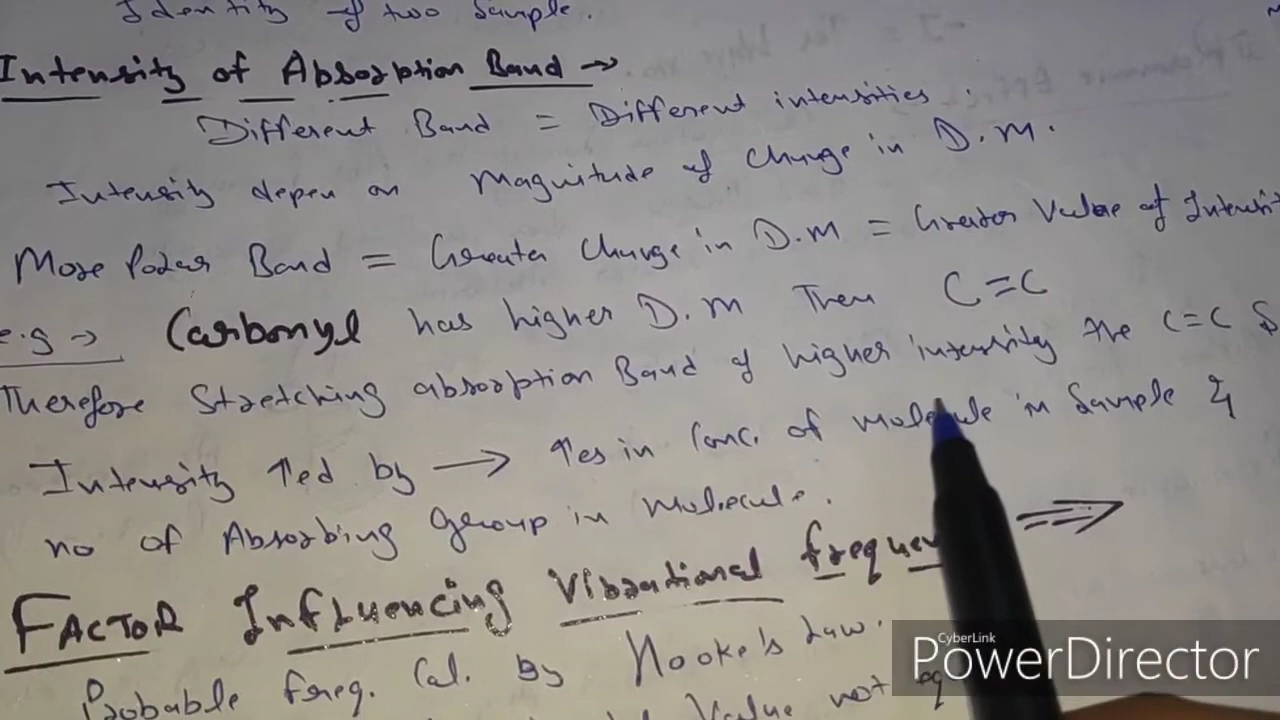 Identity of two Sample.
Intensity of Absorption Band →
Different Band = Different intensities.
Intensity depen on Magnitude of Change in D.M.
More Polar Band = Greater Change in D.M = Greater Value of Intensit
e.g → Carbonyl has higher D.M Then C=C
Therefore Stretching absorption Band of higher intensity the C=C S
Intensity ↑ed by → ↑es in Conc. of molecule in Sample &
no of Absorbing group in molecule.
FACTOR Influencing Vibrational frequen
Probable freq. Cal. by Hooke's Law.
Value not eq
CyberLink
PowerDirector